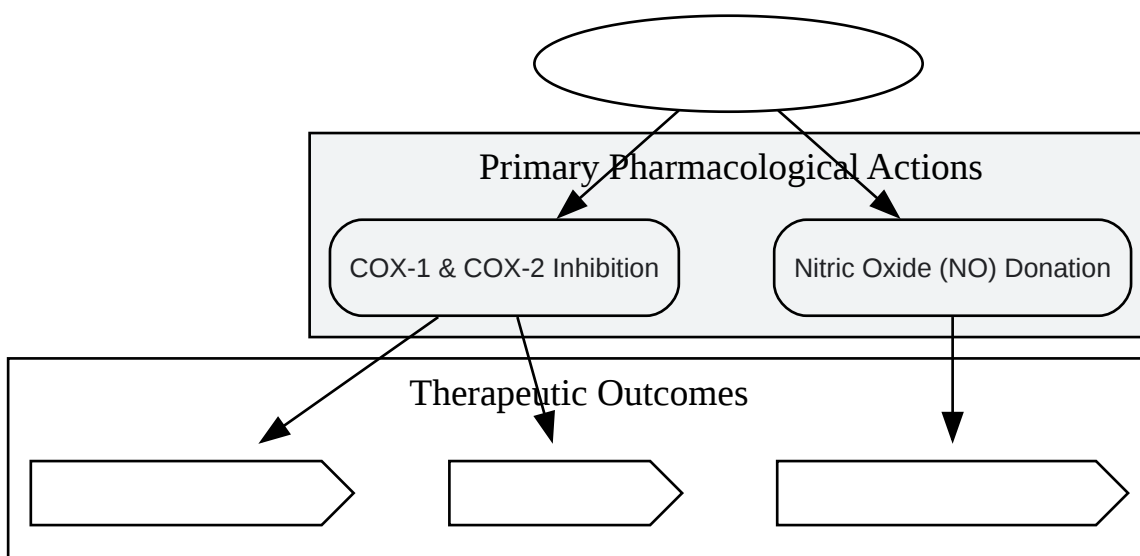 Primary Pharmacological Actions
COX-1 & COX-2 Inhibition
Nitric Oxide (NO) Donation
Therapeutic Outcomes